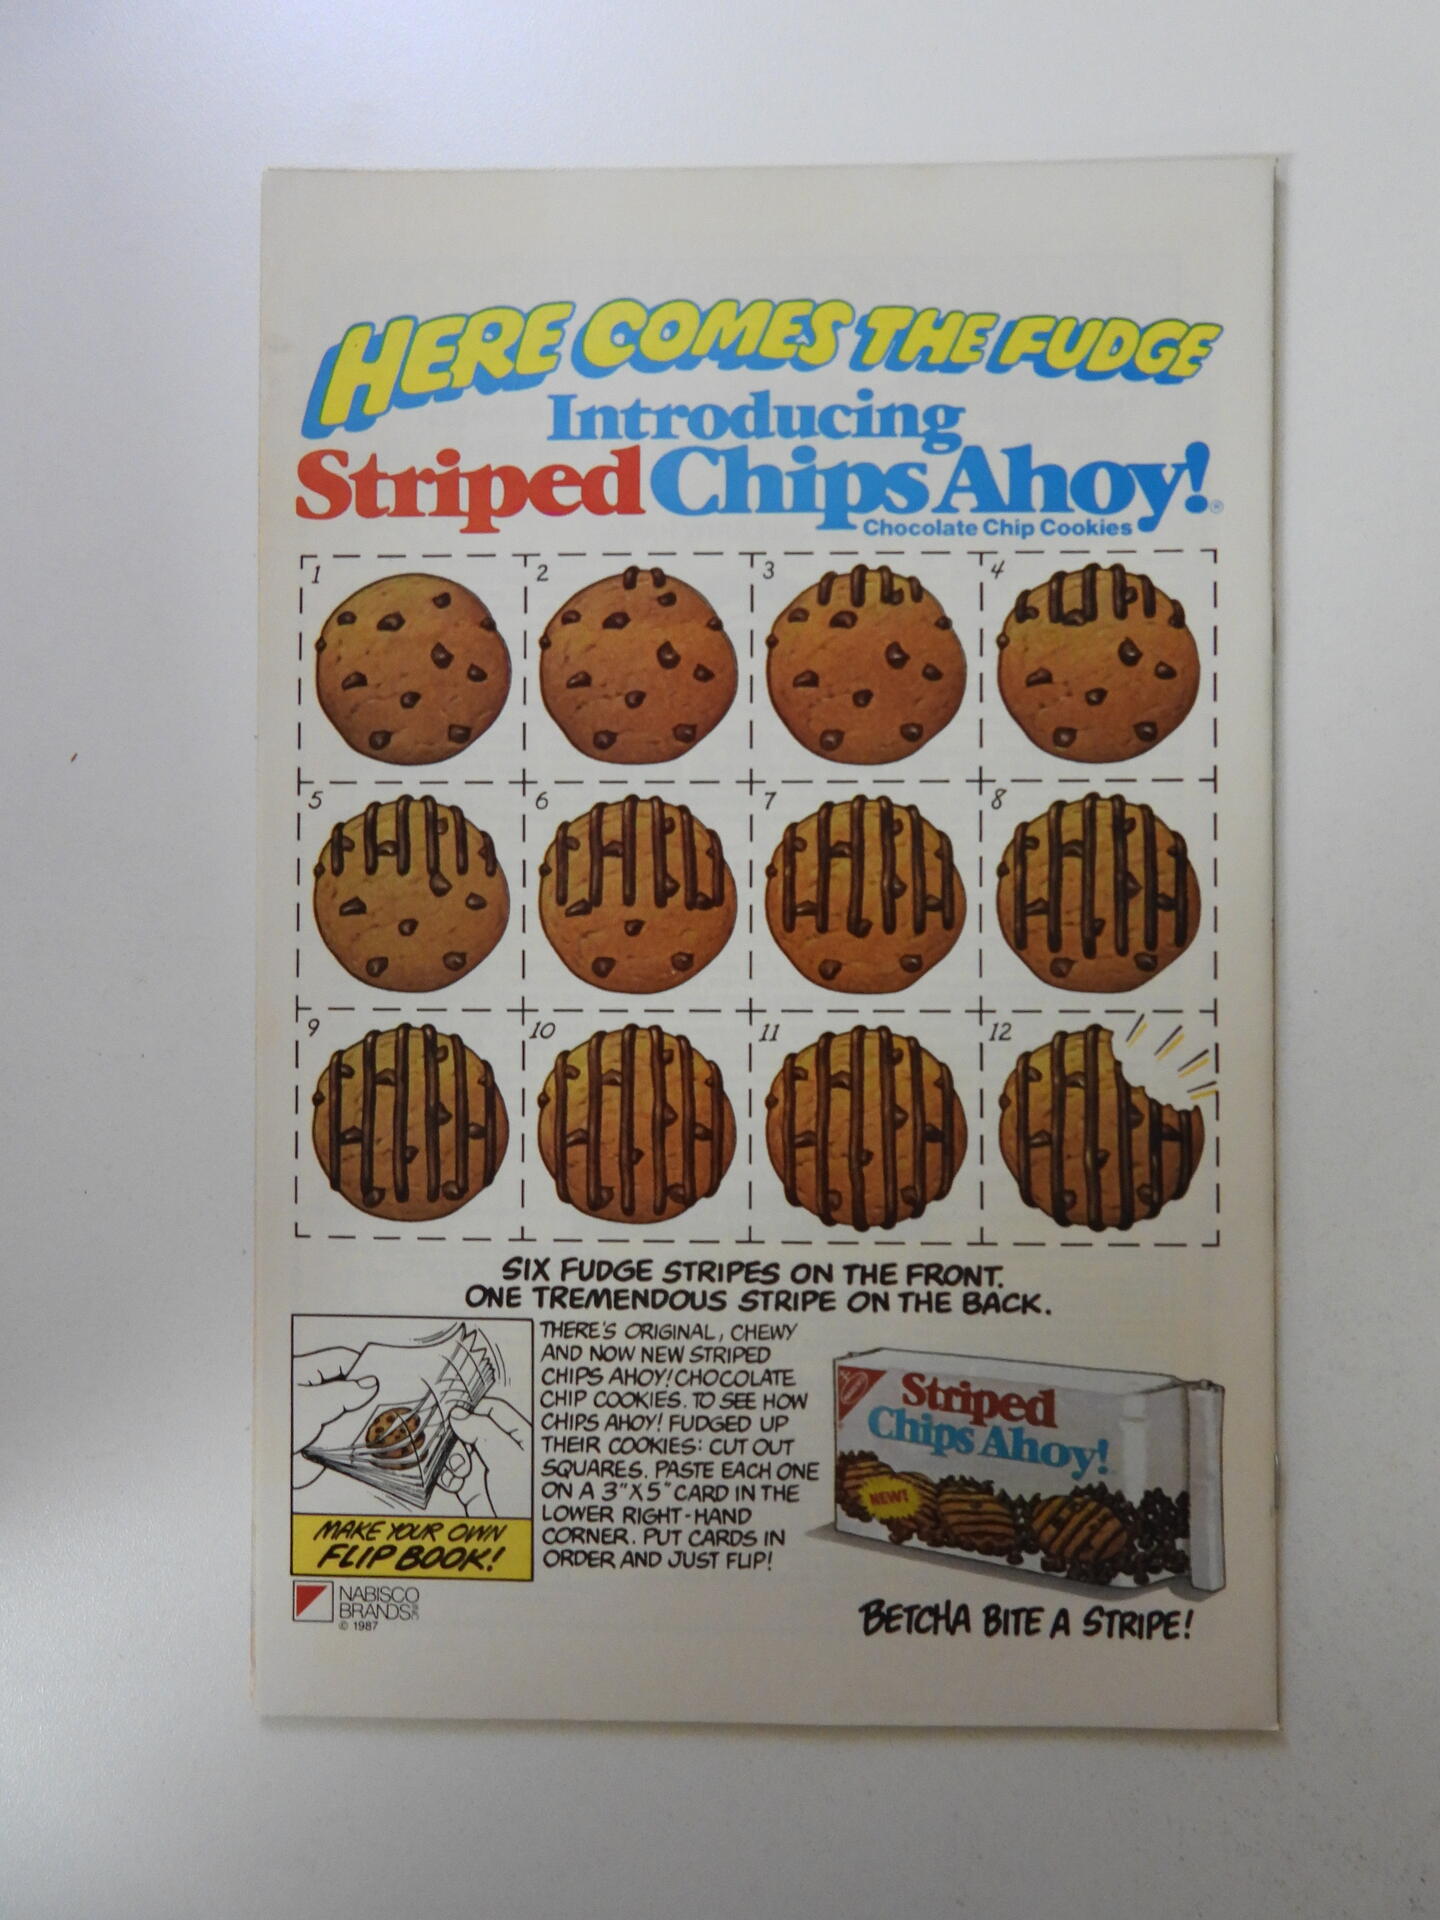 HERE COMES THE FUDGE
Introducing
Striped Chips Ahoy!®
Chocolate Chip Cookies
1
2
3
4
5
6
7
8
9
10
11
12
SIX FUDGE STRIPES ON THE FRONT.
ONE TREMENDOUS STRIPE ON THE BACK.
MAKE YOUR OWN
FLIP BOOK!
THERE'S ORIGINAL, CHEWY
AND NOW NEW STRIPED
CHIPS AHOY! CHOCOLATE
CHIP COOKIES. TO SEE HOW
CHIPS AHOY! FUDGED UP
THEIR COOKIES: CUT OUT
SQUARES. PASTE EACH ONE
ON A 3"X5" CARD IN THE
LOWER RIGHT-HAND
CORNER. PUT CARDS IN
ORDER AND JUST FLIP!
Striped
Chips Ahoy!
NEW!
NABISCO
BRANDS INC
© 1987
BETCHA BITE A STRIPE!